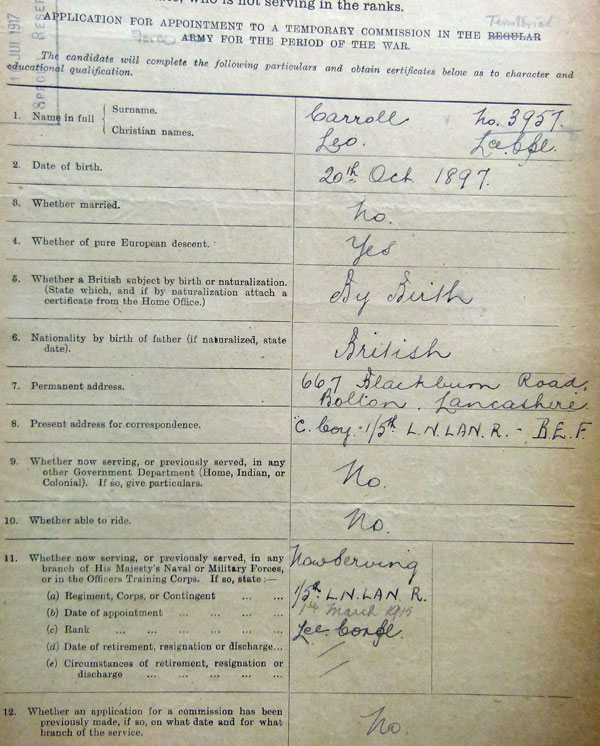 who is not serving in the ranks.
APPLICATION FOR APPOINTMENT TO A TEMPORARY COMMISSION IN THE REGULAR Territorial
Force ARMY FOR THE PERIOD OF THE WAR.
The candidate will complete the following particulars and obtain certificates below as to character and
educational qualification.
JUL 1917
1. Name in full { Surname. Carroll No. 3957.
Christian names. Leo. Lce. Cpl.
2. Date of birth. 20th Oct 1897.
3. Whether married. No.
4. Whether of pure European descent. Yes
5. Whether a British subject by birth or naturalization.
(State which, and if by naturalization attach a
certificate from the Home Office.) By Birth
6. Nationality by birth of father (if naturalized, state
date). British
7. Permanent address. 667 Blackburn Road,
Bolton. Lancashire.
8. Present address for correspondence. "C. Coy. 1/5th L.N.LAN.R. - B.E.F.
9. Whether now serving, or previously served, in any
other Government Department (Home, Indian, or
Colonial). If so, give particulars. No.
10. Whether able to ride. No.
11. Whether now serving, or previously served, in any
branch of His Majesty's Naval or Military Forces,
or in the Officers Training Corps. If so, state :— Now Serving
(a) Regiment, Corps, or Contingent ... ... 1/5th L.N.LAN.R.
(b) Date of appointment ... ... ... ... 1st March 1915
(c) Rank ... ... ... ... ... ... Lce.
(d) Date of retirement, resignation or discharge...
(e) Circumstances of retirement, resignation or
discharge ... ... ... ... ...
12. Whether an application for a commission has been
previously made, if so, on what date and for what
branch of the service. No.